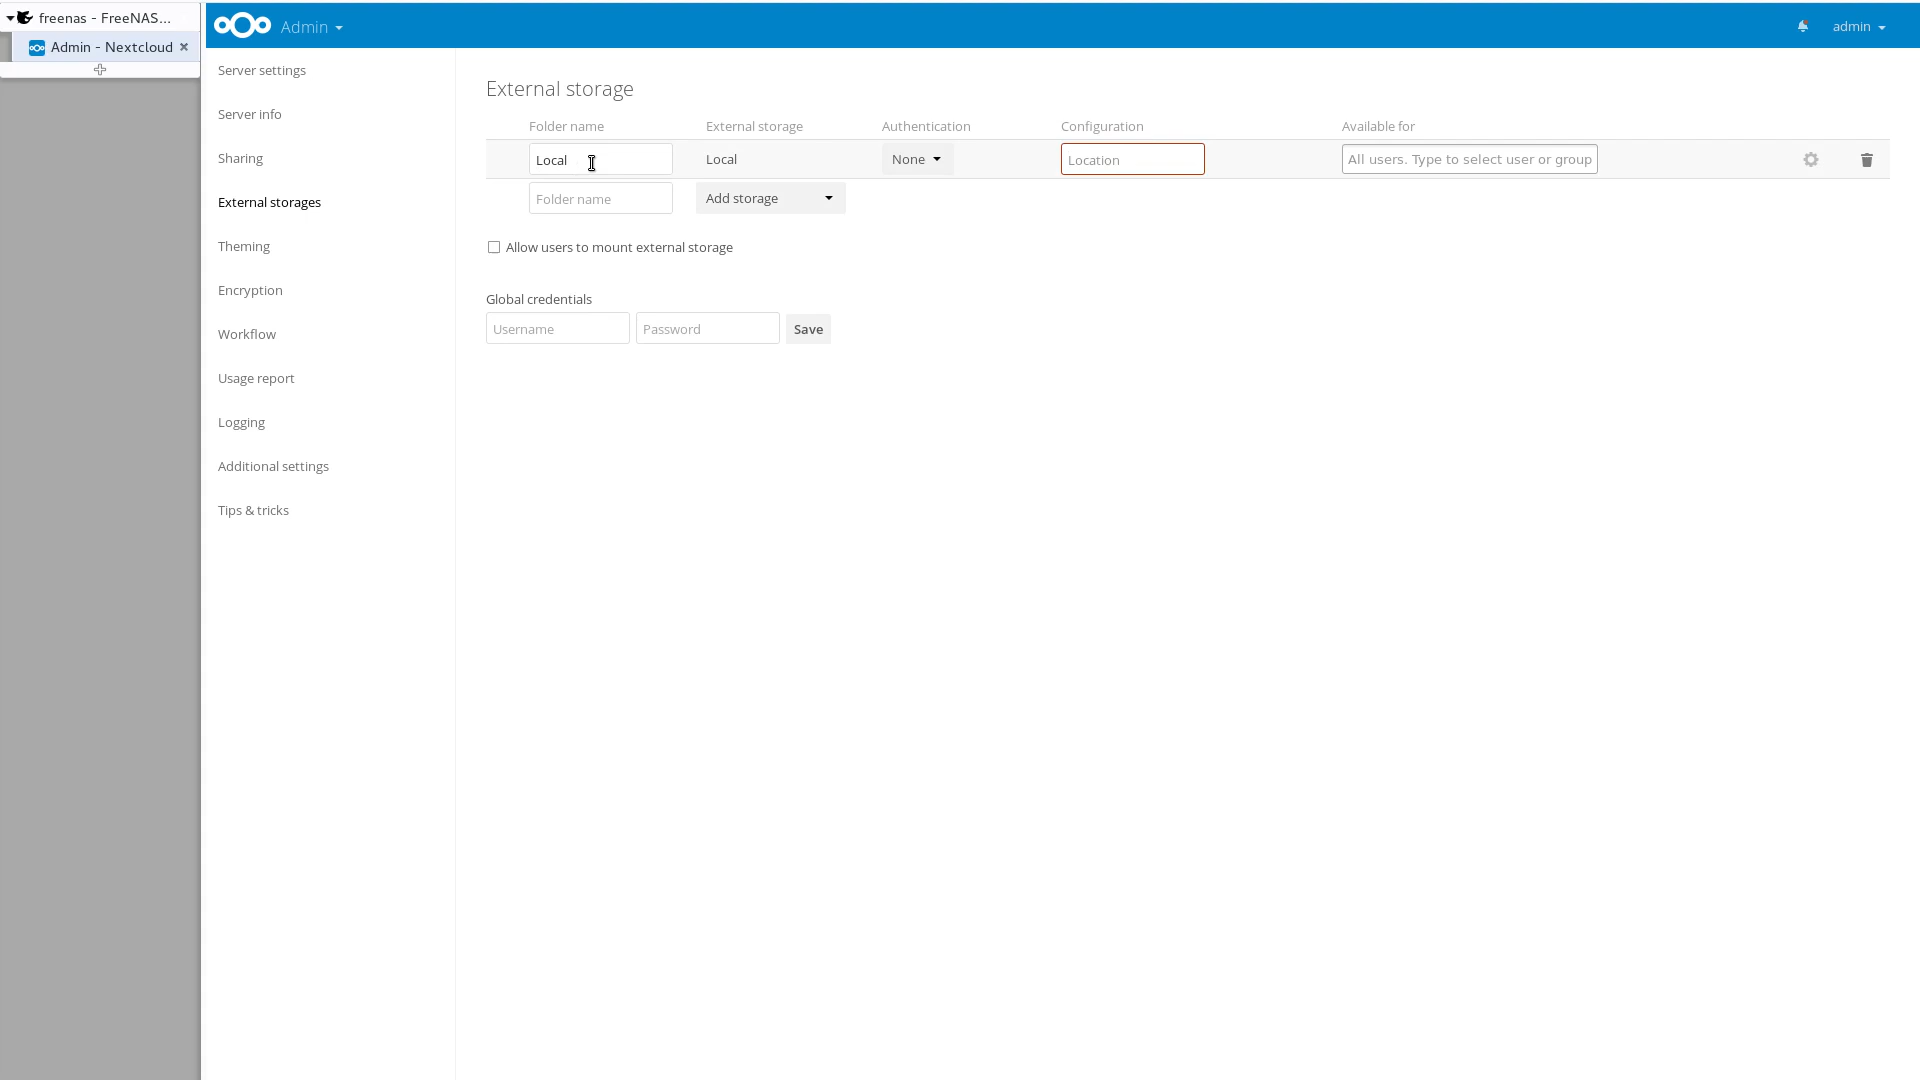 freenas - FreeNAS...
Admin - Nextcloud
Admin
admin
Server settings
Server info
Sharing
External storages
Theming
Encryption
Workflow
Usage report
Logging
Additional settings
Tips & tricks
External storage
Folder name External storage Authentication Configuration Available for
Local Local None Location All users. Type to select user or group
Folder name Add storage
Allow users to mount external storage
Global credentials
Username Password Save